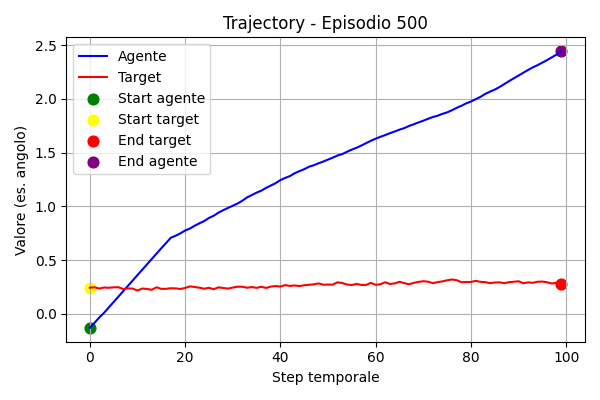 Trajectory - Episodio 500
Agente
Target
Start agente
Start target
End target
End agente
Valore (es. angolo)
2.5
2.0
1.5
1.0
0.5
0.0
0 20 40 60 80 100
Step temporale